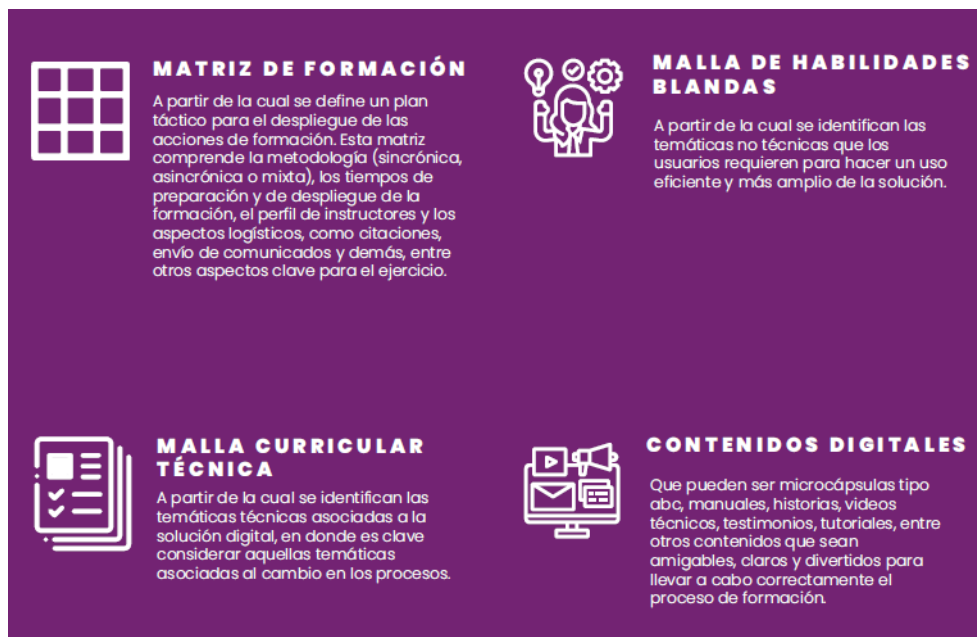 MATRIZ DE FORMACIÓN
A partir de la cual se define un plan
táctico para el despliegue de las
acciones de formación. Esta matriz
comprende la metodología (sincrónica,
asincrónica o mixta), los tiempos de
preparación y de despliegue de la
formación, el perfil de instructores y los
aspectos logísticos, como citaciones,
envío de comunicados y demás, entre
otros aspectos clave para el ejercicio.
MALLA DE HABILIDADES
BLANDAS
A partir de la cual se identifican las
temáticas no técnicas que los
usuarios requieren para hacer un uso
eficiente y más amplio de la solución.
MALLA CURRICULAR
TÉCNICA
A partir de la cual se identifican las
temáticas técnicas asociadas a la
solución digital, en donde es clave
considerar aquellas temáticas
asociadas al cambio en los procesos.
CONTENIDOS DIGITALES
Que pueden ser microcápsulas tipo
abc, manuales, historias, videos
técnicos, testimonios, tutoriales, entre
otros contenidos que sean
amigables, claros y divertidos para
llevar a cabo correctamente el
proceso de formación.